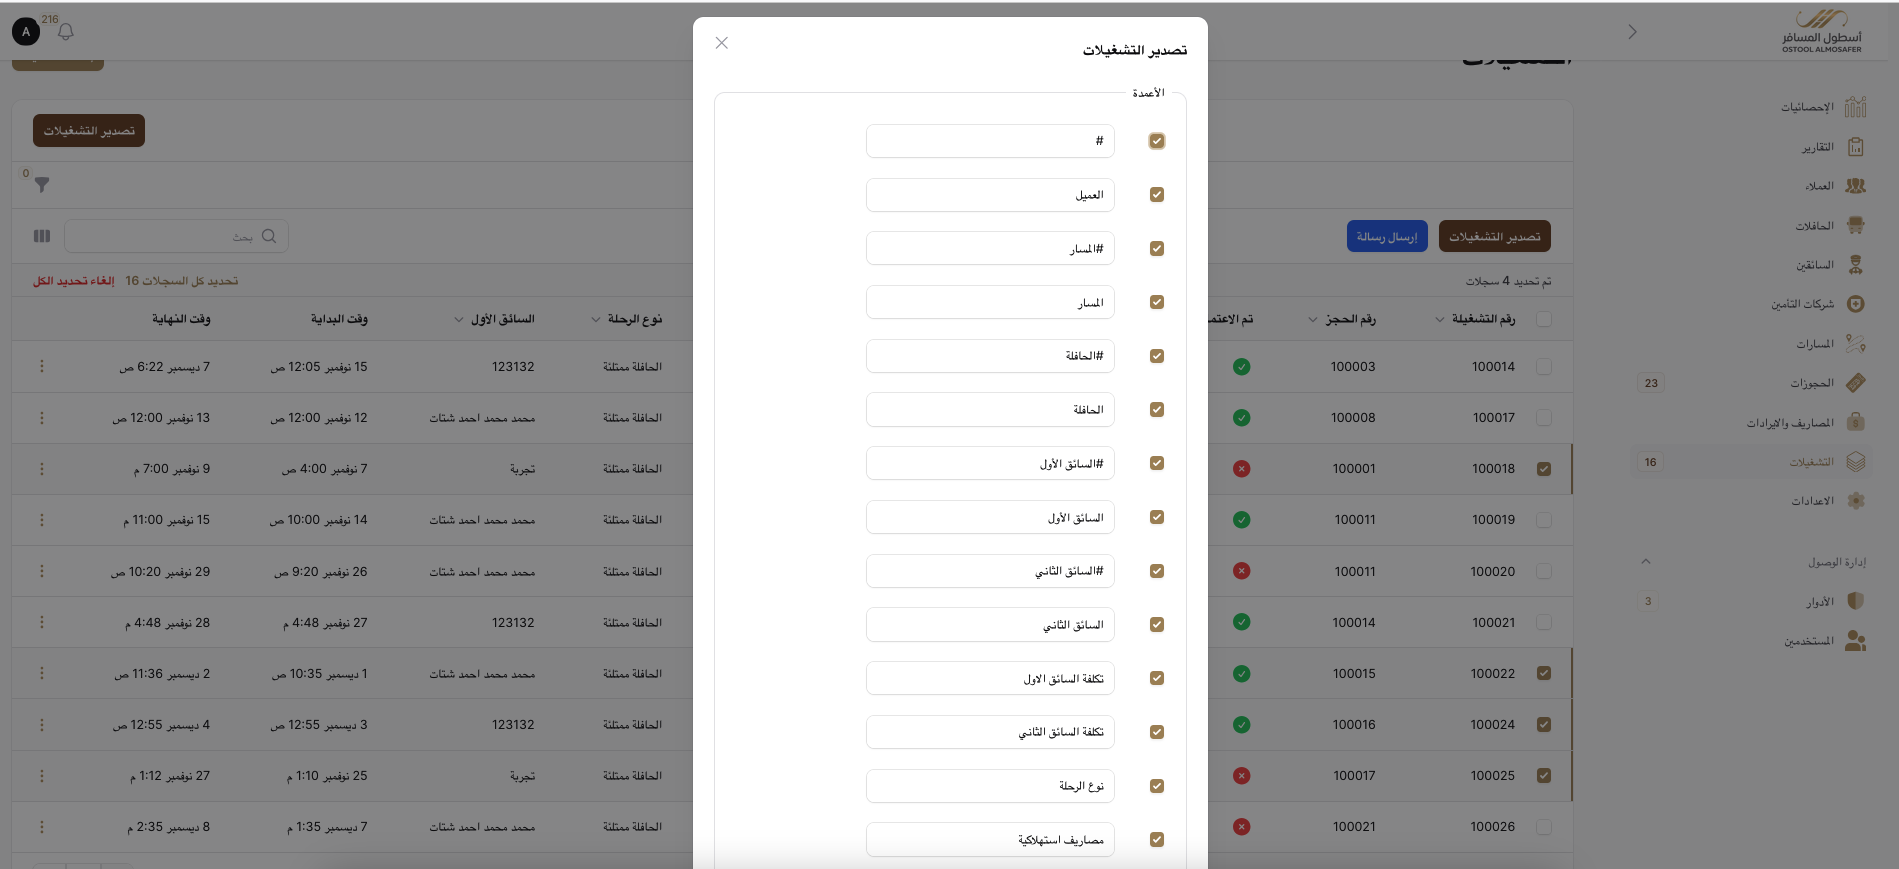 أسطول المسافر
OSTOOL ALMOSAFER
216
A
الإحصائيات
التقارير
العملاء
الحافلات
السائقين
شركات التأمين
المسارات
الحجوزات
23
المصاريف والايرادات
التشغيلات
16
الاعدادات
إدارة الوصول
الأدوار
3
المستخدمين
تصدير التشغيلات
0
تصدير التشغيلات
إرسال رسالة
بحث
تم تحديد 4 سجلات
تحديد كل السجلات 16
إلغاء تحديد الكل
رقم التشغيلة رقم الحجز نوع الرحلة السائق الأول وقت البداية وقت النهاية
100014 100003 الحافلة ممتلئة 123132 15 نوفمبر 12:05 ص 7 ديسمبر 6:22 ص
100017 100008 الحافلة ممتلئة محمد محمد احمد شتات 12 نوفمبر 12:00 ص 13 نوفمبر 12:00 ص
100018 100001 الحافلة ممتلئة تجربة 7 نوفمبر 4:00 ص 9 نوفمبر 7:00 م
100019 100011 الحافلة ممتلئة محمد محمد احمد شتات 14 نوفمبر 10:00 ص 15 نوفمبر 11:00 م
100020 100011 الحافلة ممتلئة محمد محمد احمد شتات 26 نوفمبر 9:20 ص 29 نوفمبر 10:20 ص
100021 100014 الحافلة ممتلئة 123132 27 نوفمبر 4:48 م 28 نوفمبر 4:48 م
100022 100015 الحافلة ممتلئة محمد محمد احمد شتات 1 ديسمبر 10:35 ص 2 ديسمبر 11:36 ص
100024 100016 الحافلة ممتلئة 123132 3 ديسمبر 12:55 ص 4 ديسمبر 12:55 ص
100025 100017 الحافلة ممتلئة تجربة 25 نوفمبر 1:10 م 27 نوفمبر 1:12 م
100026 100021 الحافلة ممتلئة محمد محمد احمد شتات 7 ديسمبر 1:35 م 8 ديسمبر 2:35 م
تصدير التشغيلات
الأعمدة
#
العميل
#المسار
المسار
#الحافلة
الحافلة
#السائق الأول
السائق الأول
#السائق الثاني
السائق الثاني
تكلفة السائق الاول
تكلفة السائق الثاني
نوع الرحلة
مصاريف استهلاكية